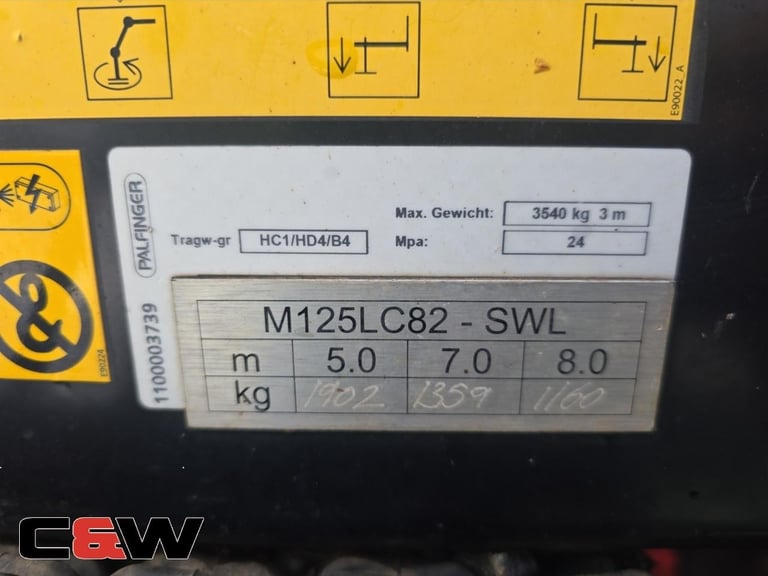 E90022_A
PALFINGER
Max. Gewicht: 3540 kg 3 m
Tragw-gr HC1/HD4/B4 Mpa: 24
1100003739
E90224
M125LC82 - SWL
m 5.0 7.0 8.0
kg 1902 1359 1160
C&W